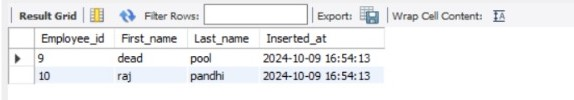 Result Grid Filter Rows: Export: Wrap Cell Content: IA
Employee_id First_name Last_name Inserted_at
9 dead pool 2024-10-09 16:54:13
10 raj pandhi 2024-10-09 16:54:13